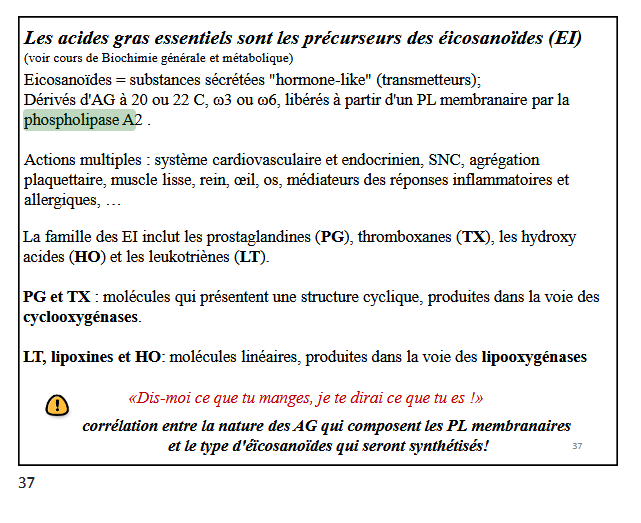 Les acides gras essentiels sont les précurseurs des éicosanoïdes (EI)
(voir cours de Biochimie générale et métabolique)
Eicosanoïdes = substances sécrétées "hormone-like" (transmetteurs);
Dérivés d'AG à 20 ou 22 C, ω3 ou ω6, libérés à partir d'un PL membranaire par la
phospholipase A2 .
Actions multiples : système cardiovasculaire et endocrinien, SNC, agrégation
plaquettaire, muscle lisse, rein, œil, os, médiateurs des réponses inflammatoires et
allergiques, …
La famille des EI inclut les prostaglandines (PG), thromboxanes (TX), les hydroxy
acides (HO) et les leukotriènes (LT).
PG et TX : molécules qui présentent une structure cyclique, produites dans la voie des
cyclooxygénases.
LT, lipoxines et HO: molécules linéaires, produites dans la voie des lipooxygénases
«Dis-moi ce que tu manges, je te dirai ce que tu es !»
corrélation entre la nature des AG qui composent les PL membranaires
et le type d'éïcosanoïdes qui seront synthétisés!
37
37